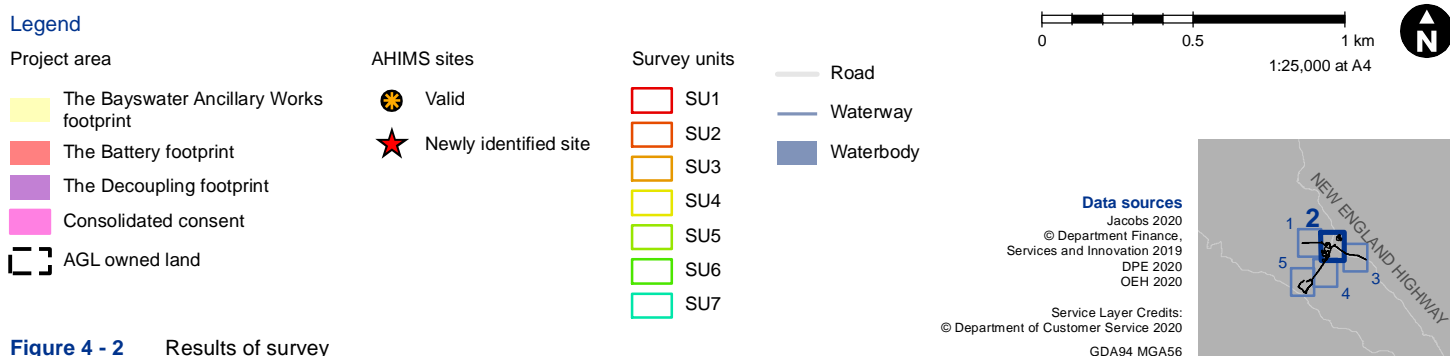 Legend
Project area
The Bayswater Ancillary Works
footprint
The Battery footprint
The Decoupling footprint
Consolidated consent
AGL owned land
AHIMS sites
Valid
Newly identified site
Survey units
SU1
SU2
SU3
SU4
SU5
SU6
SU7
Road
Waterway
Waterbody
0 0.5 1 km
1:25,000 at A4
N
Data sources
Jacobs 2020
© Department Finance,
Services and Innovation 2019
DPE 2020
OEH 2020
Service Layer Credits:
© Department of Customer Service 2020
GDA94 MGA56
NEW ENGLAND HIGHWAY
1
2
3
4
5
Figure 4 - 2 Results of survey